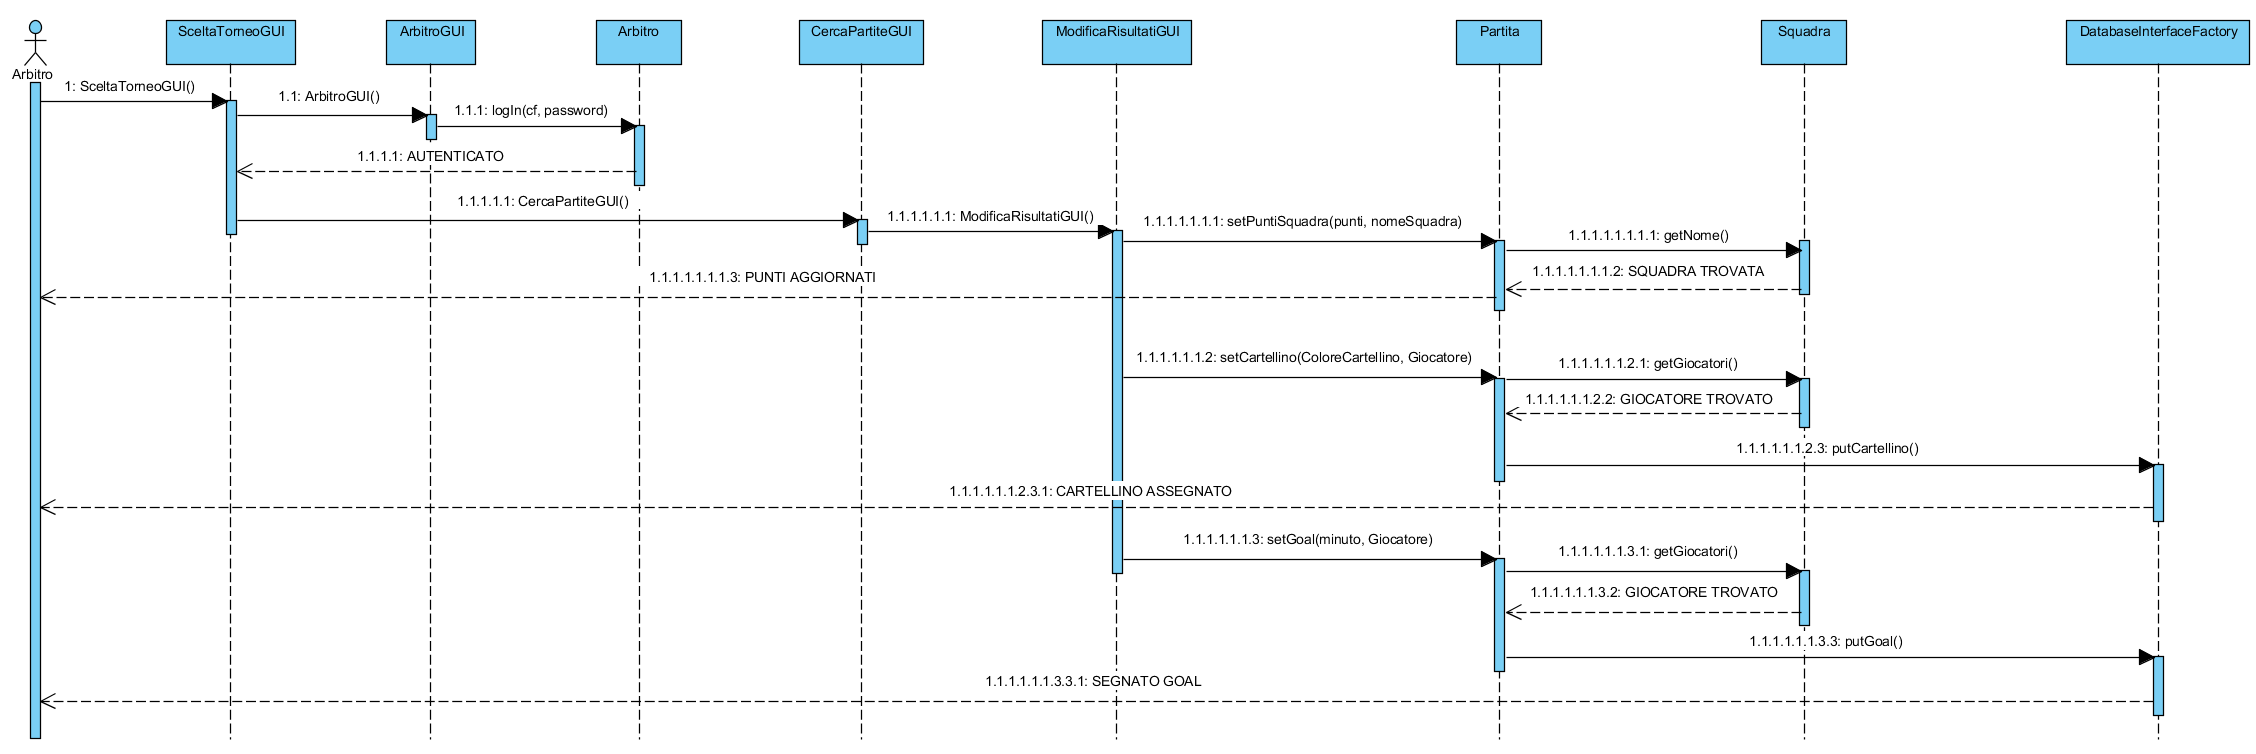 SceltaTorneoGUI
ArbitroGUI
Arbitro
CercaPartiteGUI
ModificaRisultatiGUI
Partita
Squadra
DatabaseInterfaceFactory
Arbitro
1: SceltaTorneoGUI()
1.1: ArbitroGUI()
1.1.1: logIn(cf, password)
1.1.1.1: AUTENTICATO
1.1.1.1.1: CercaPartiteGUI()
1.1.1.1.1.1: ModificaRisultatiGUI()
1.1.1.1.1.1.1: setPuntiSquadra(punti, nomeSquadra)
1.1.1.1.1.1.1.1: getNome()
1.1.1.1.1.1.1.2: SQUADRA TROVATA
1.1.1.1.1.1.1.3: PUNTI AGGIORNATI
1.1.1.1.1.1.2: setCartellino(ColoreCartellino, Giocatore)
1.1.1.1.1.1.2.1: getGiocatori()
1.1.1.1.1.1.2.2: GIOCATORE TROVATO
1.1.1.1.1.1.2.3: putCartellino()
1.1.1.1.1.1.2.3.1: CARTELLINO ASSEGNATO
1.1.1.1.1.1.3: setGoal(minuto, Giocatore)
1.1.1.1.1.1.3.1: getGiocatori()
1.1.1.1.1.1.3.2: GIOCATORE TROVATO
1.1.1.1.1.1.3.3: putGoal()
1.1.1.1.1.1.3.3.1: SEGNATO GOAL